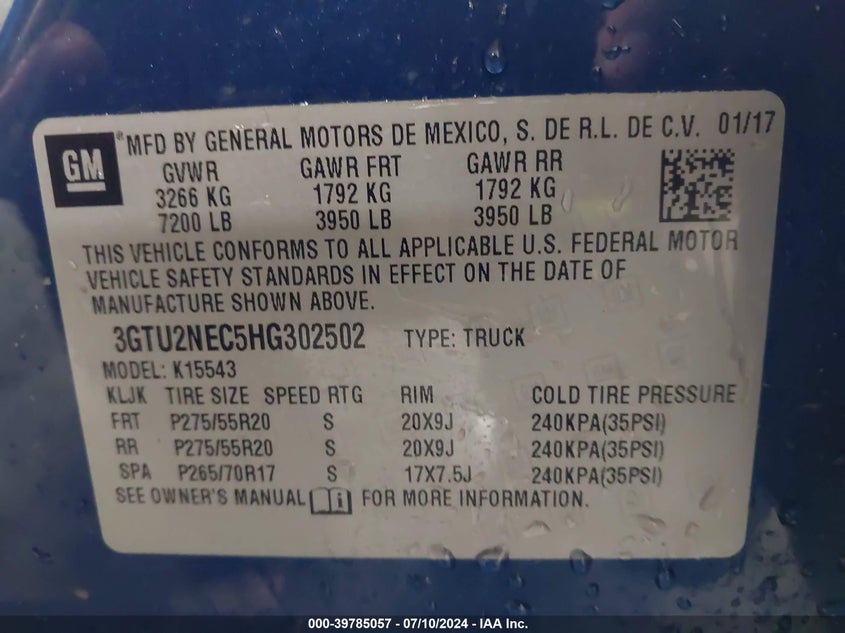 GM
®MFD BY GENERAL MOTORS DE MEXICO, S. DE R.L. DE C.V. 01/17
GVWR GAWR FRT GAWR RR
3266 KG 1792 KG 1792 KG
7200 LB 3950 LB 3950 LB
THIS VEHICLE CONFORMS TO ALL APPLICABLE U.S. FEDERAL MOTOR
VEHICLE SAFETY STANDARDS IN EFFECT ON THE DATE OF
MANUFACTURE SHOWN ABOVE.
3GTU2NEC5HG302502 TYPE: TRUCK
MODEL: K15543
KLJK TIRE SIZE SPEED RTG RIM COLD TIRE PRESSURE
FRT P275/55R20 S 20X9J 240KPA(35PSI)
RR P275/55R20 S 20X9J 240KPA(35PSI)
SPA P265/70R17 S 17X7.5J 240KPA(35PSI)
SEE OWNER'S MANUAL i FOR MORE INFORMATION.
000-39785057 - 07/10/2024 - IAA Inc.